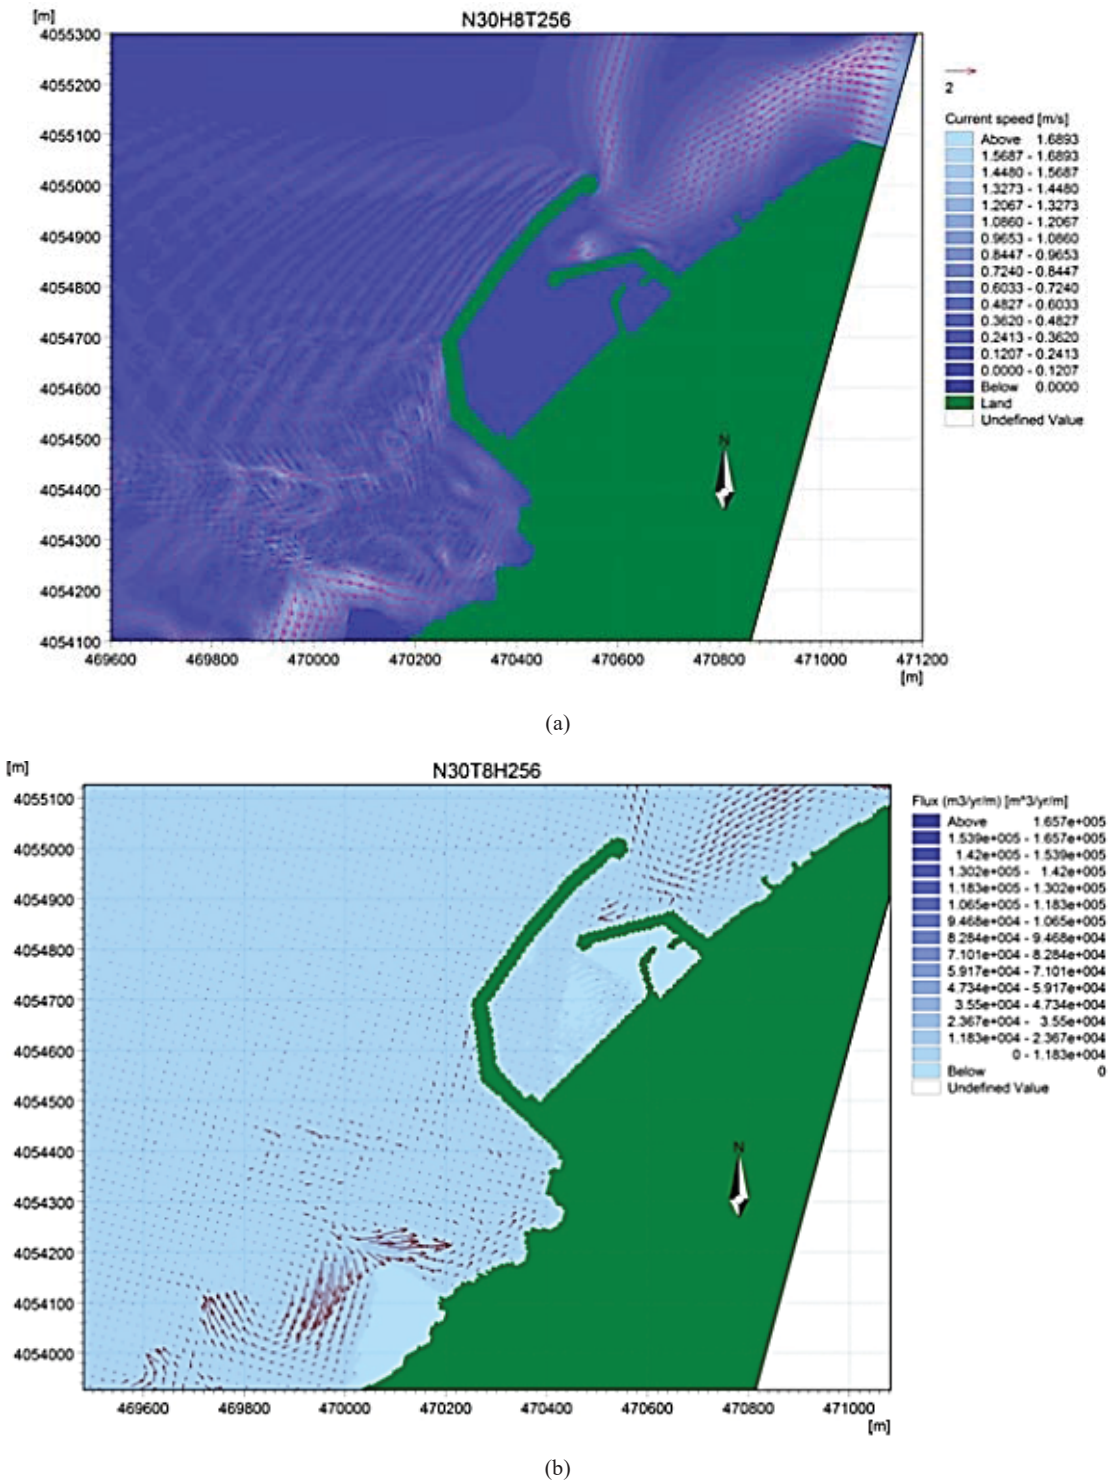 [m]
N30H8T256
4055300
4055200
4055100
4055000
4054900
4054800
4054700
4054600
4054500
4054400
4054300
4054200
4054100
469600 469800 470000 470200 470400 470600 470800 471000 471200
[m]
N
2
Current speed [m/s]
Above 1.6893
1.5687 - 1.6893
1.4480 - 1.5687
1.3273 - 1.4480
1.2067 - 1.3273
1.0860 - 1.2067
0.9653 - 1.0860
0.8447 - 0.9653
0.7240 - 0.8447
0.6033 - 0.7240
0.4827 - 0.6033
0.3620 - 0.4827
0.2413 - 0.3620
0.1207 - 0.2413
0.0000 - 0.1207
Below 0.0000
Land
Undefined Value
(a)
[m]
N30T8H256
4055100
4055000
4054900
4054800
4054700
4054600
4054500
4054400
4054300
4054200
4054100
4054000
469600 469800 470000 470200 470400 470600 470800 471000
[m]
N
Flux (m3/yr/m) [m^3/yr/m]
Above 1.657e+005
1.539e+005 - 1.657e+005
1.42e+005 - 1.539e+005
1.302e+005 - 1.42e+005
1.183e+005 - 1.302e+005
1.065e+005 - 1.183e+005
9.468e+004 - 1.065e+005
8.284e+004 - 9.468e+004
7.101e+004 - 8.284e+004
5.917e+004 - 7.101e+004
4.734e+004 - 5.917e+004
3.55e+004 - 4.734e+004
2.367e+004 - 3.55e+004
1.183e+004 - 2.367e+004
0 - 1.183e+004
Below 0
Undefined Value
(b)